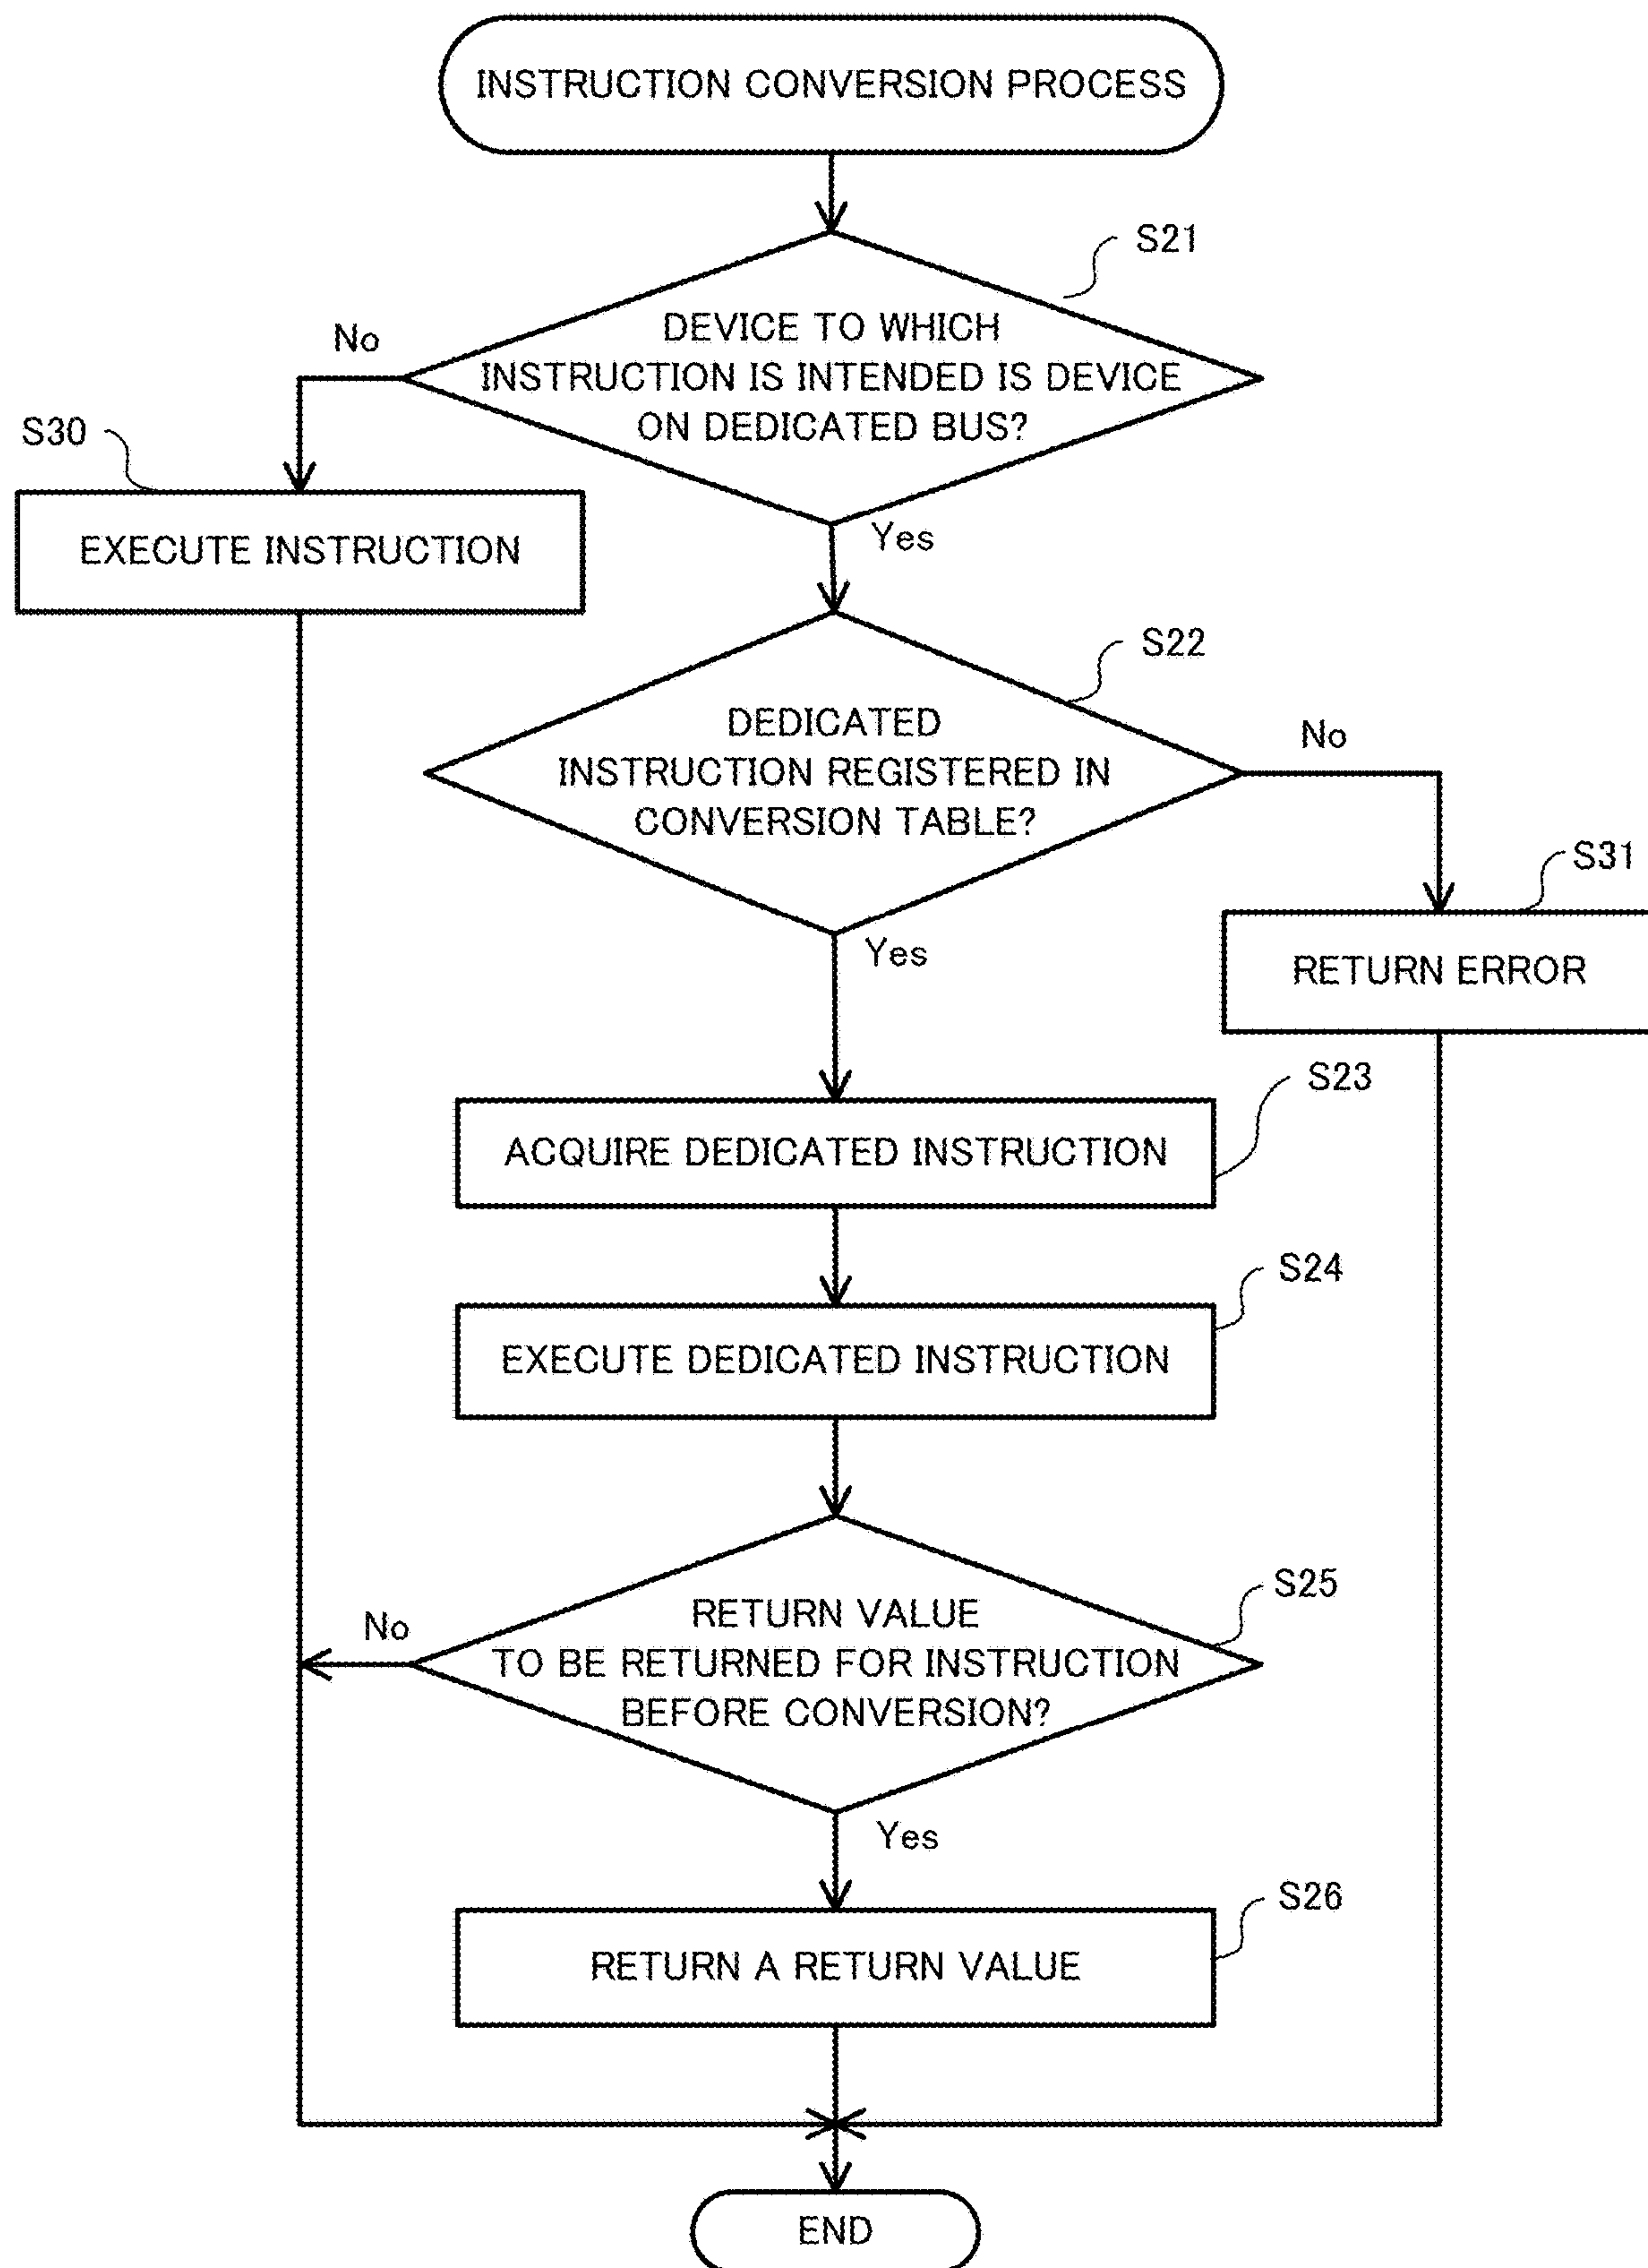 INSTRUCTION CONVERSION PROCESS
S21
DEVICE TO WHICH
INSTRUCTION IS INTENDED IS DEVICE
ON DEDICATED BUS?
No
Yes
S30
EXECUTE INSTRUCTION
S22
DEDICATED
INSTRUCTION REGISTERED IN
CONVERSION TABLE?
No
Yes
S31
RETURN ERROR
S23
ACQUIRE DEDICATED INSTRUCTION
S24
EXECUTE DEDICATED INSTRUCTION
S25
RETURN VALUE
TO BE RETURNED FOR INSTRUCTION
BEFORE CONVERSION?
No
Yes
S26
RETURN A RETURN VALUE
END